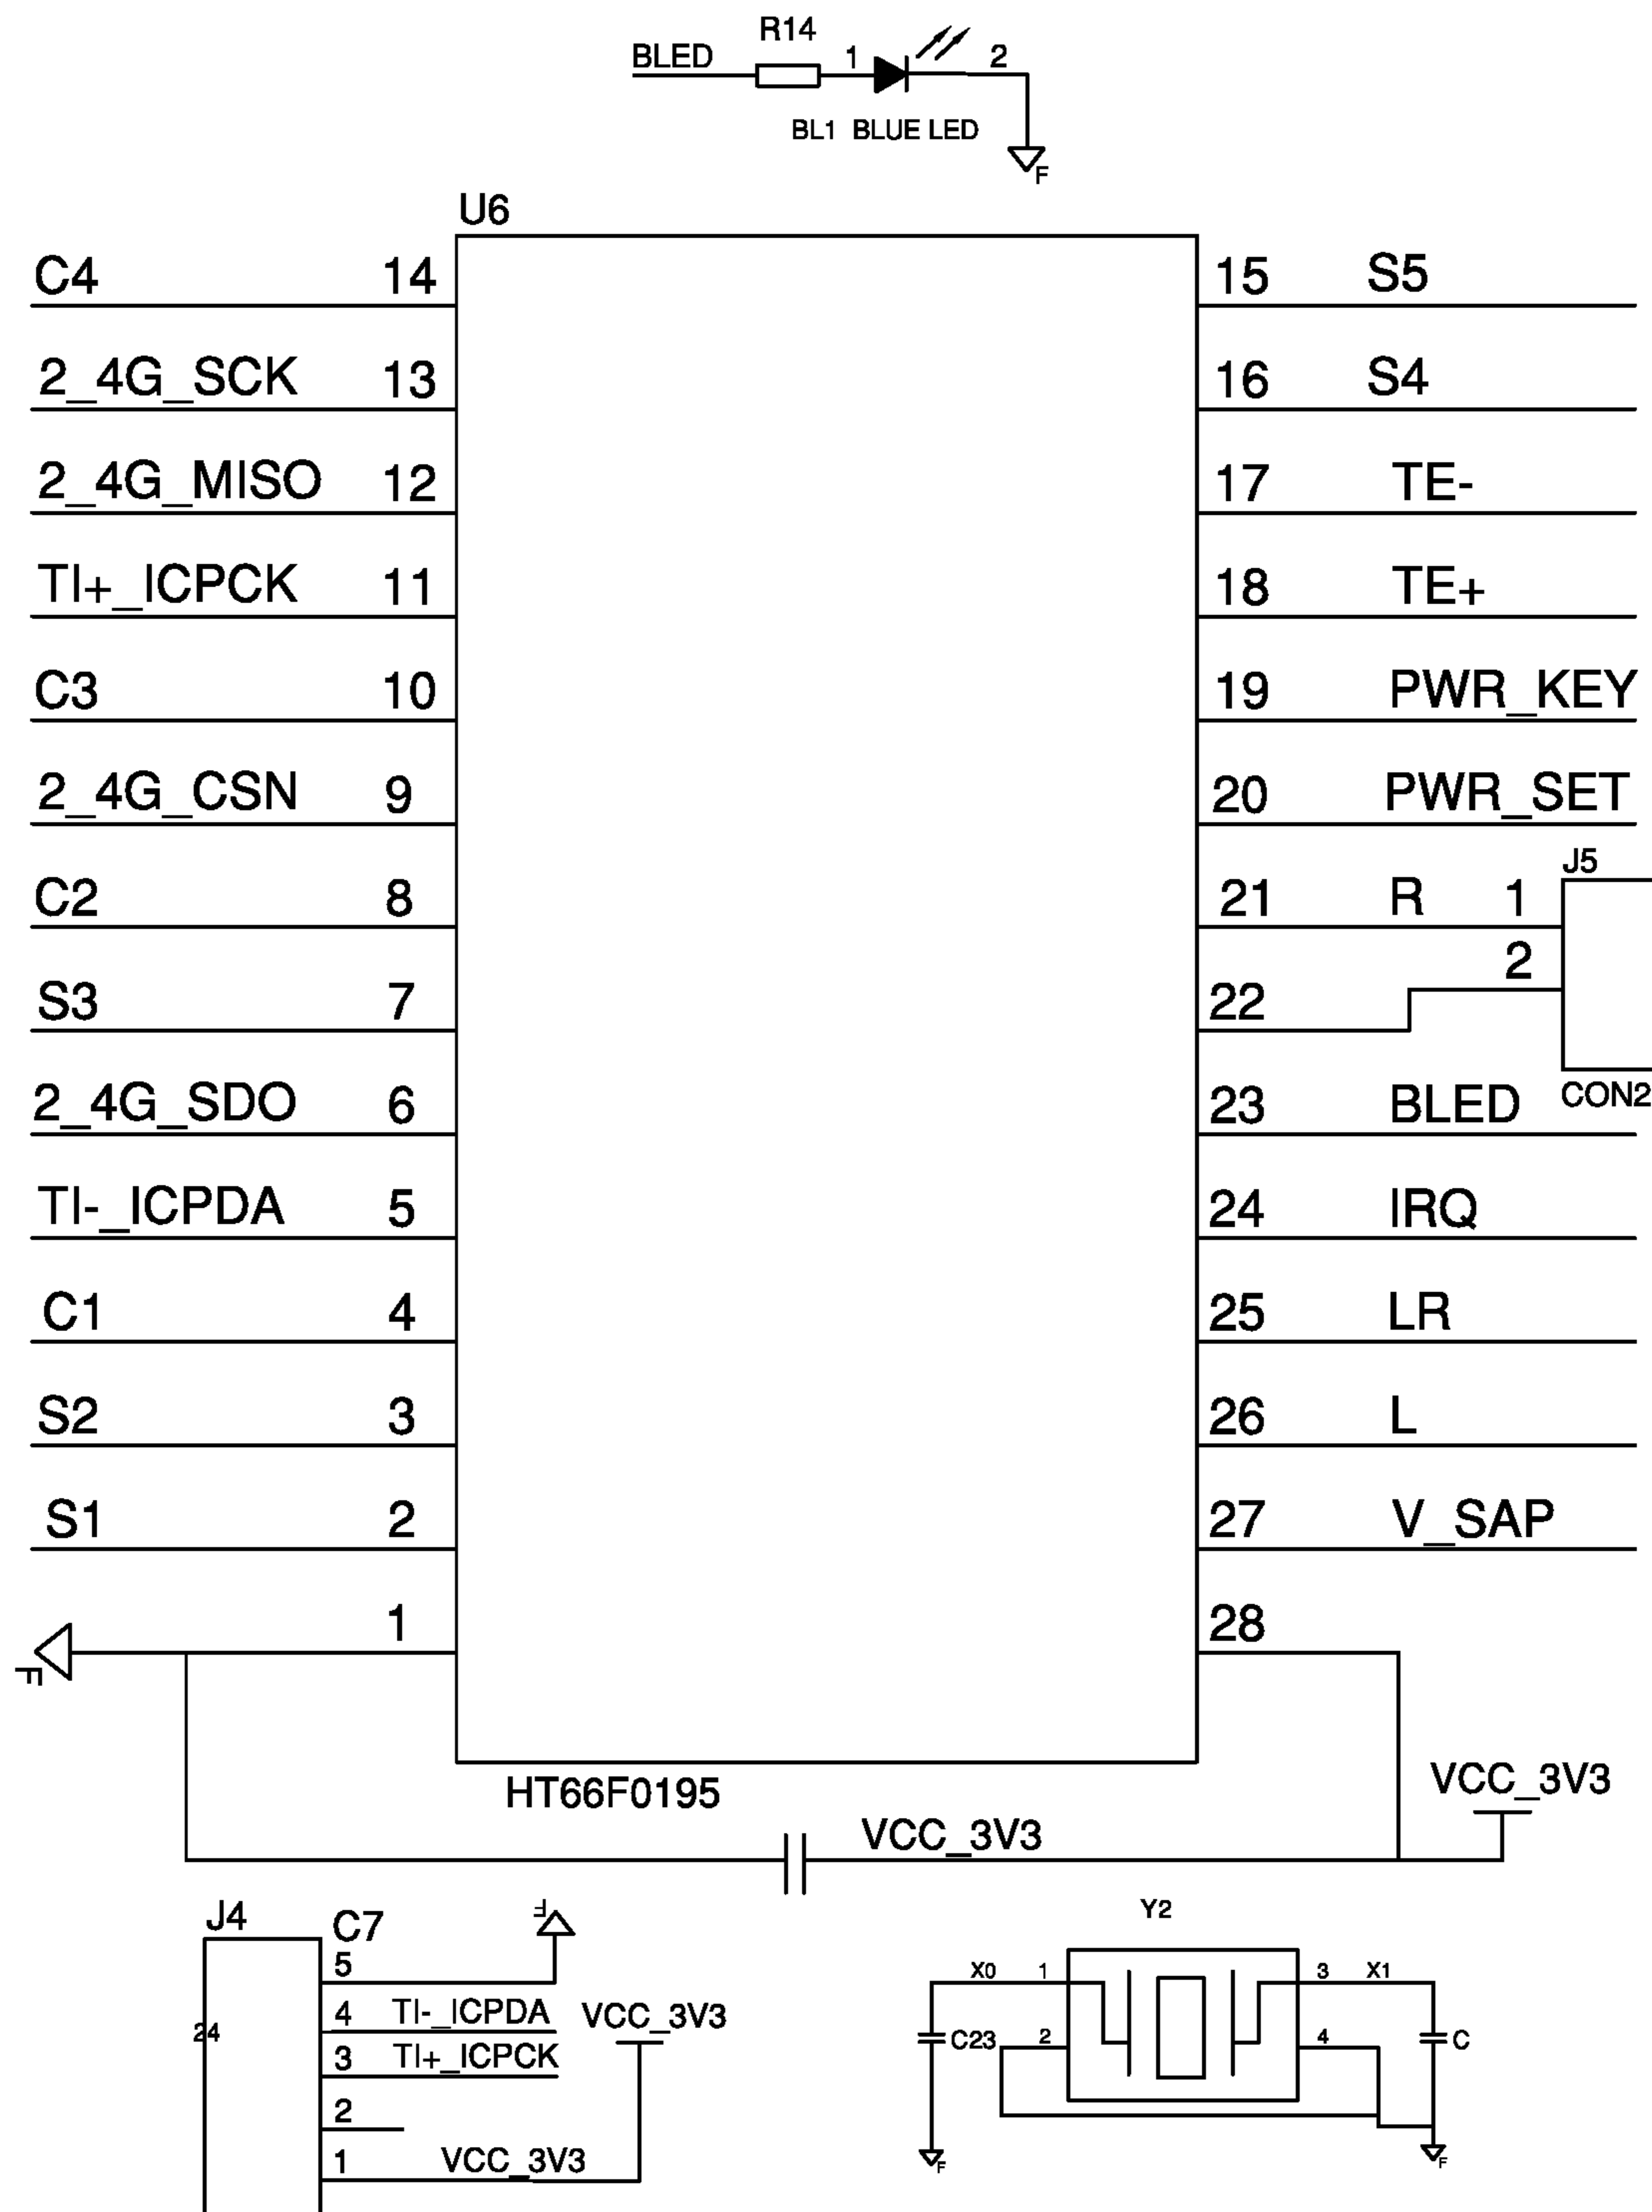 R14
BLED 1 2
BL1 BLUE LED
F
U6
C4 14 15 S5
2_4G_SCK 13 16 S4
2_4G_MISO 12 17 TE-
TI+_ICPCK 11 18 TE+
C3 10 19 PWR_KEY
2_4G_CSN 9 20 PWR_SET
J5
C2 8 21 R 1
2
S3 7 22
2_4G_SDO 6 23 BLED CON2
TI-_ICPDA 5 24 IRQ
C1 4 25 LR
S2 3 26 L
S1 2 27 V_SAP
1 28
F
HT66F0195 VCC_3V3
VCC_3V3
J4 C7 F Y2
5 X0 1 3 X1
4 TI-_ICPDA VCC_3V3
24 C23 2 4 C
3 TI+_ICPCK
2
1 VCC_3V3
F F